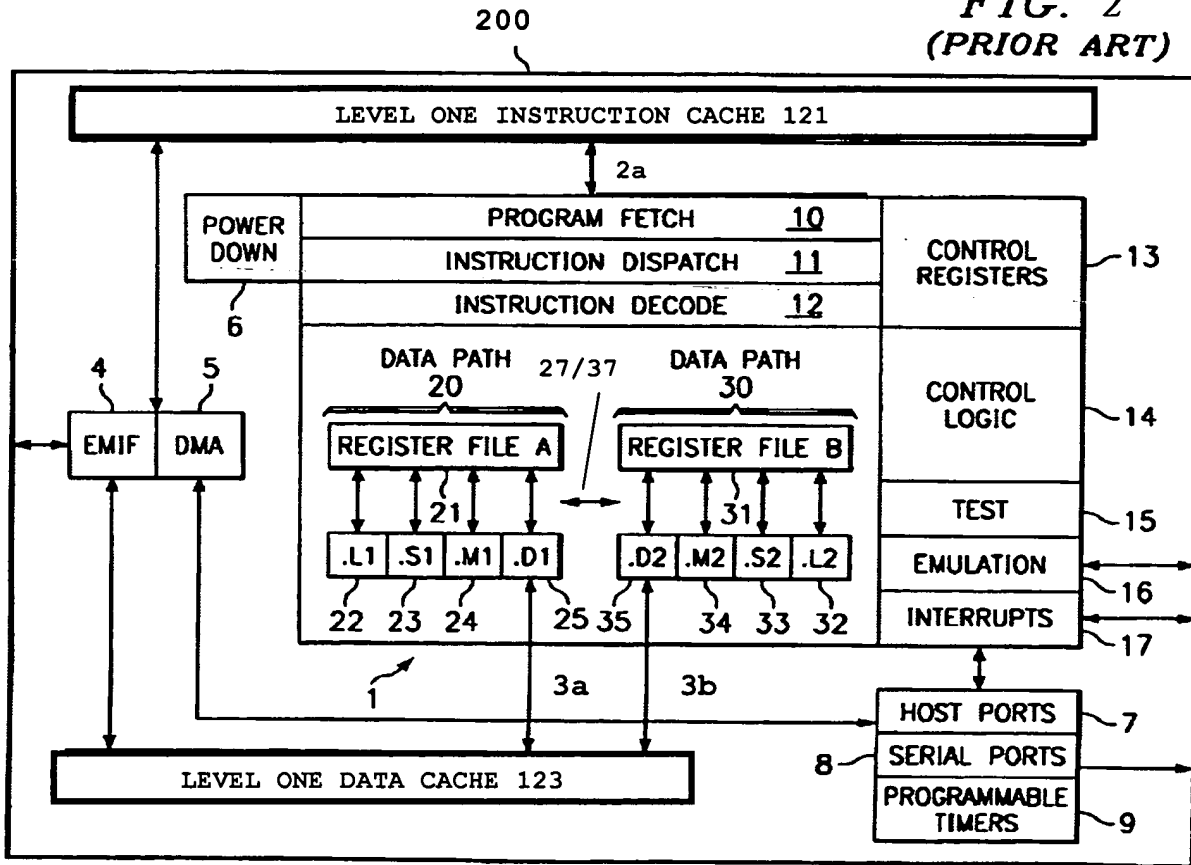 FIG. 2
(PRIOR ART)
200
LEVEL ONE INSTRUCTION CACHE 121
2a
POWER
DOWN
6
PROGRAM FETCH 10
INSTRUCTION DISPATCH 11
INSTRUCTION DECODE 12
CONTROL
REGISTERS
13
DATA PATH
20
27/37
DATA PATH
30
CONTROL
LOGIC
14
4
5
EMIF
DMA
REGISTER FILE A
REGISTER FILE B
21
31
TEST
15
.L1
.S1
.M1
.D1
.D2
.M2
.S2
.L2
EMULATION
16
22
23
24
25
35
34
33
32
INTERRUPTS
17
1
3a
3b
HOST PORTS
7
8
SERIAL PORTS
PROGRAMMABLE
TIMERS
9
LEVEL ONE DATA CACHE 123